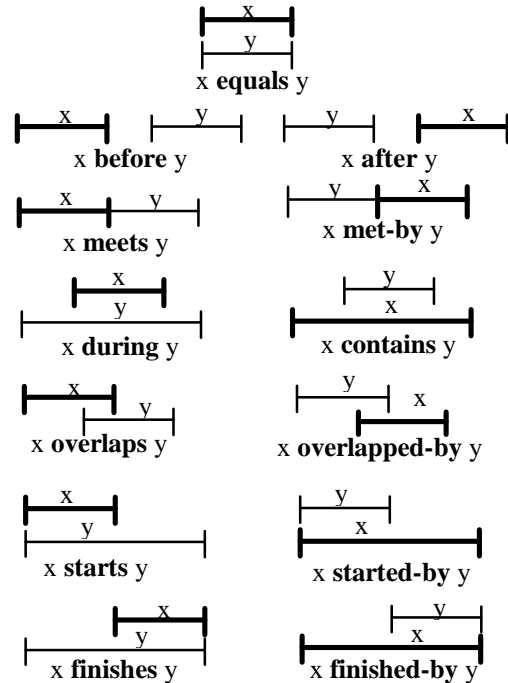 x
y
x equals y
x y y x
x before y x after y
x y y x
x meets y x met-by y
x y
y x
x during y x contains y
x y
y x
x overlaps y x overlapped-by y
x y
y x
x starts y x started-by y
x y
y x
x finishes y x finished-by y